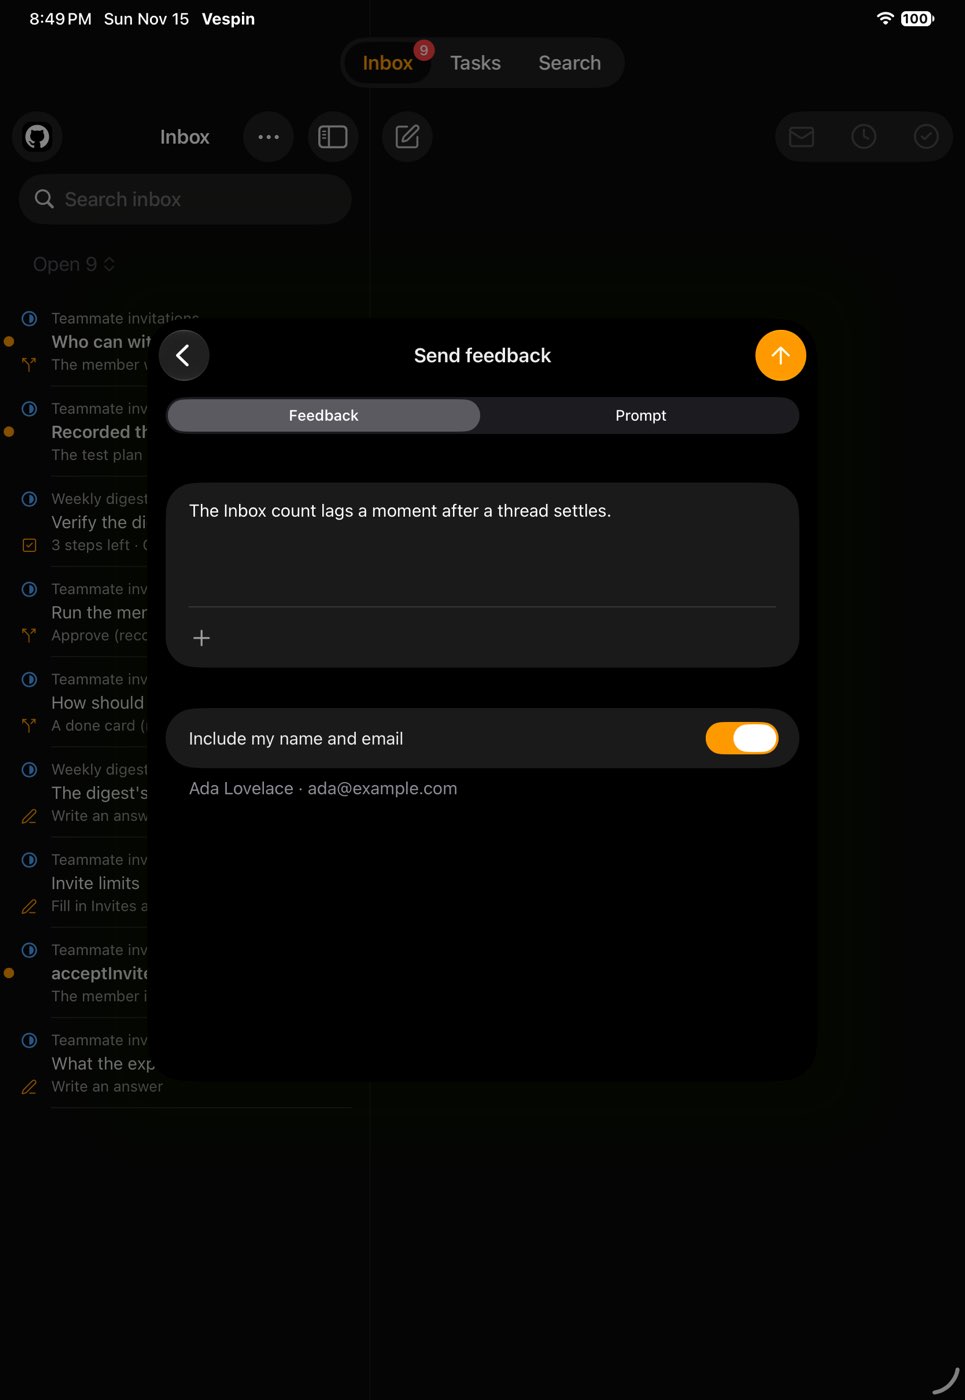 8:49 PM Sun Nov 15 Vespin
100
Inbox
9
Tasks
Search
Inbox
Search inbox
Open 9
Teammate invitations
Who can wit
The member
Teammate inv
Recorded th
The test plan
Weekly digest
Verify the di
3 steps left ·
Teammate inv
Run the mer
Approve (reco
Teammate inv
How should
A done card (
Weekly digest
The digest's
Write an answ
Teammate inv
Invite limits
Fill in Invites a
Teammate inv
acceptInvite
The member i
Teammate inv
What the exp
Write an answer
Send feedback
Feedback
Prompt
The Inbox count lags a moment after a thread settles.
Include my name and email
Ada Lovelace · ada@example.com